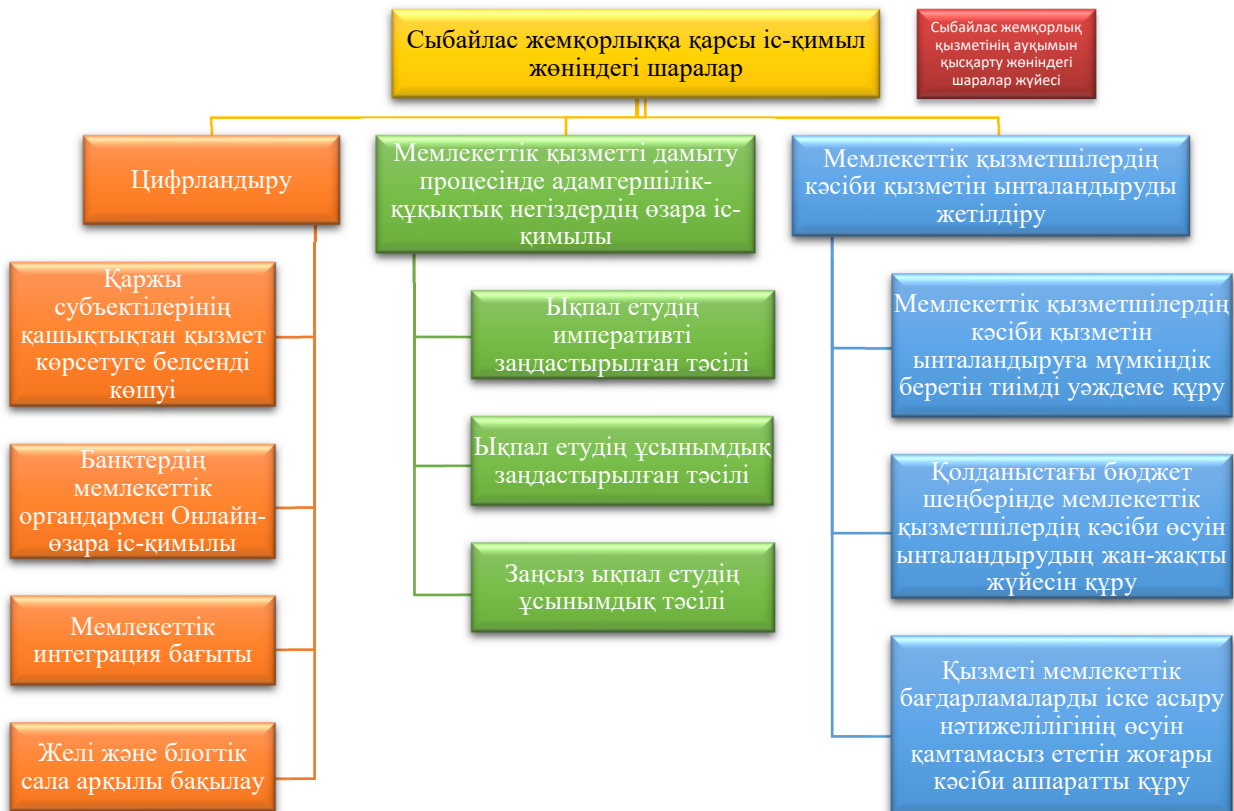 Сыбайлас жемқорлыққа қарсы іс-қимыл
жөніндегі шаралар
Сыбайлас жемқорлық
қызметінің ауқымын
қысқарту жөніндегі
шаралар жүйесі
Цифрландыру
Қаржы
субъектілерінің
қашықтықтан қызмет
көрсетуге белсенді
көшуі
Банктердің
мемлекеттік
органдармен Онлайн-
өзара іс-қимылы
Мемлекеттік
интеграция бағыты
Желі және блогтік
сала арқылы бақылау
Мемлекеттік қызметті дамыту
процесінде адамгершілік-
құқықтық негіздердің өзара іс-
қимылы
Ықпал етудің
императивті
заңдастырылған тәсілі
Ықпал етудің ұсынымдық
заңдастырылған тәсілі
Заңсыз ықпал етудің
ұсынымдық тәсілі
Мемлекеттік қызметшілердің
кәсіби қызметін ынталандыруды
жетілдіру
Мемлекеттік қызметшілердің
кәсіби қызметін
ынталандыруға мүмкіндік
беретін тиімді уәждеме құру
Қолданыстағы бюджет
шеңберінде мемлекеттік
қызметшілердің кәсіби өсуін
ынталандырудың жан-жақты
жүйесін құру
Қызметі мемлекеттік
бағдарламаларды іске асыру
нәтижелілігінің өсуін
қамтамасыз ететін жоғары
кәсіби аппаратты құру